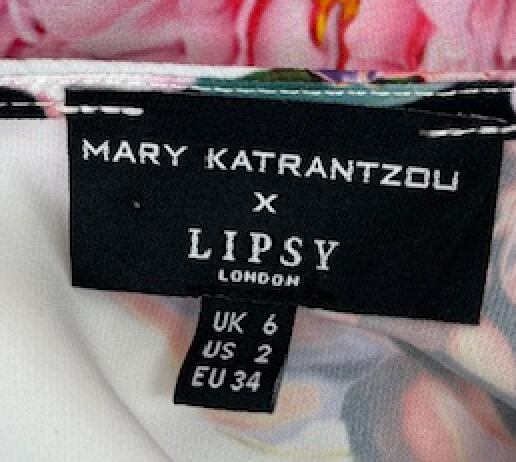 MARY KATRANTZOU
X
LIPSY
LONDON
UK 6
US 2
EU 34